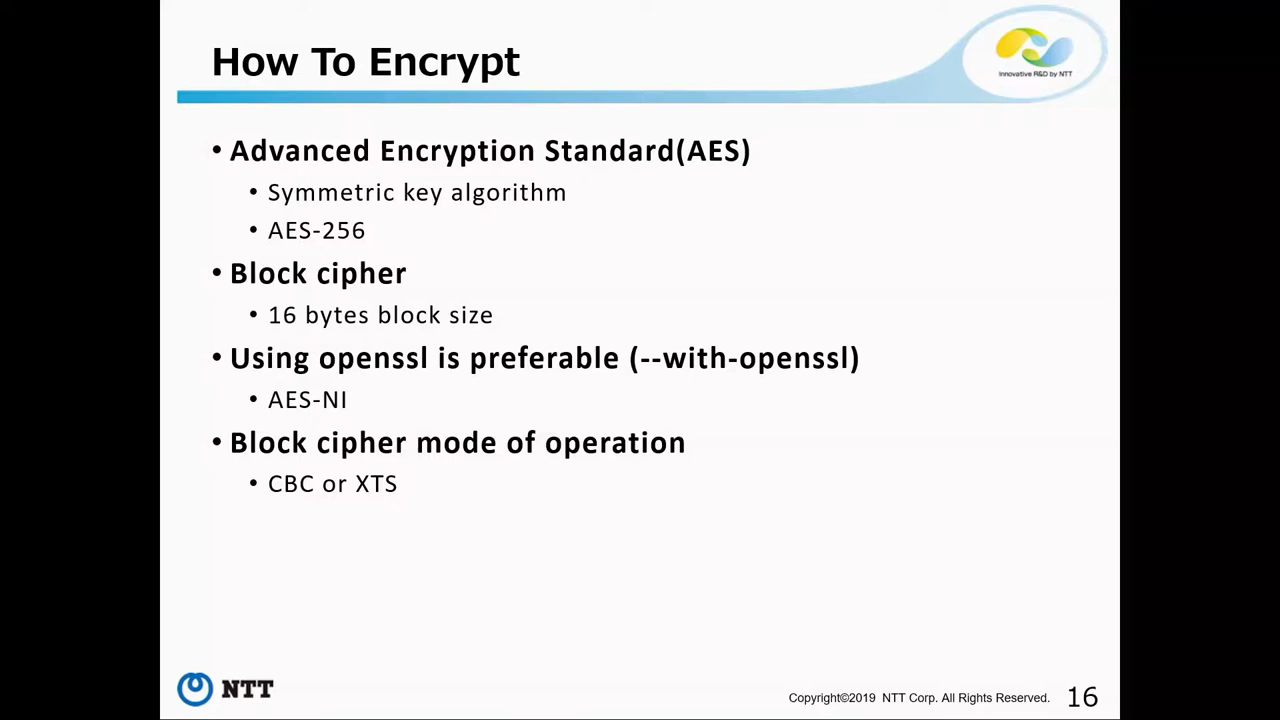 How To Encrypt
Innovative R&D by NTT
• Advanced Encryption Standard(AES)
• Symmetric key algorithm
• AES-256
• Block cipher
• 16 bytes block size
• Using openssl is preferable (--with-openssl)
• AES-NI
• Block cipher mode of operation
• CBC or XTS
NTT
Copyright©2019 NTT Corp. All Rights Reserved.
16